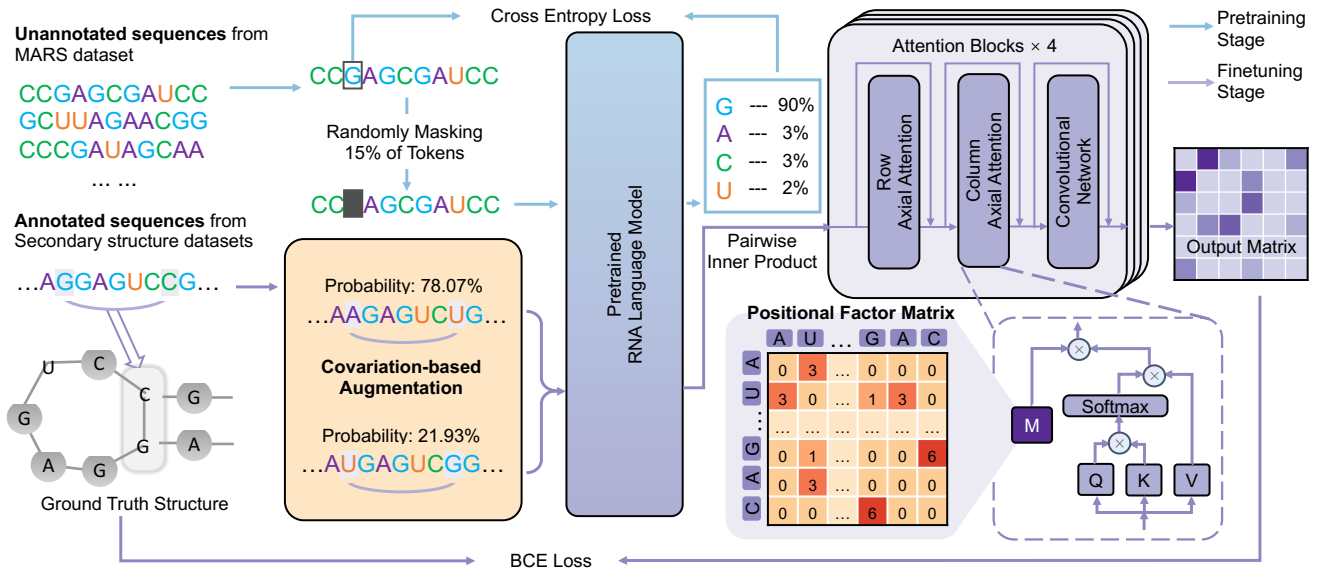 Unannotated sequences from
MARS dataset
CCGAGCGAUCC
GCUUAGAACGG
CCCGAUAGCAA
... ...
Annotated sequences from
Secondary structure datasets
...AGGAGUCCG...
U
C
C
G
G
A
G
G
A
Ground Truth Structure
Cross Entropy Loss
CCGAGCGAUCC
Randomly Masking
15% of Tokens
CC AGCGAUCC
Probability: 78.07%
...AAGAGUCUG...
Covariation-based
Augmentation
Probability: 21.93%
...AUGAGUCGG...
Pretrained
RNA Language Model
G --- 90%
A --- 3%
C --- 3%
U --- 2%
Pairwise
Inner Product
Attention Blocks × 4
Row
Axial Attention
Column
Axial Attention
Convolutional
Network
Pretraining
Stage
Finetuning
Stage
Output Matrix
Positional Factor Matrix
A U ... G A C
A 0 3 ... 0 0 0
U 3 0 ... 1 3 0
... ... ... ... ... ... ...
G 0 1 ... 0 0 6
A 0 3 ... 0 0 0
C 0 0 ... 6 0 0
M
×
×
Softmax
×
Q
K
V
BCE Loss